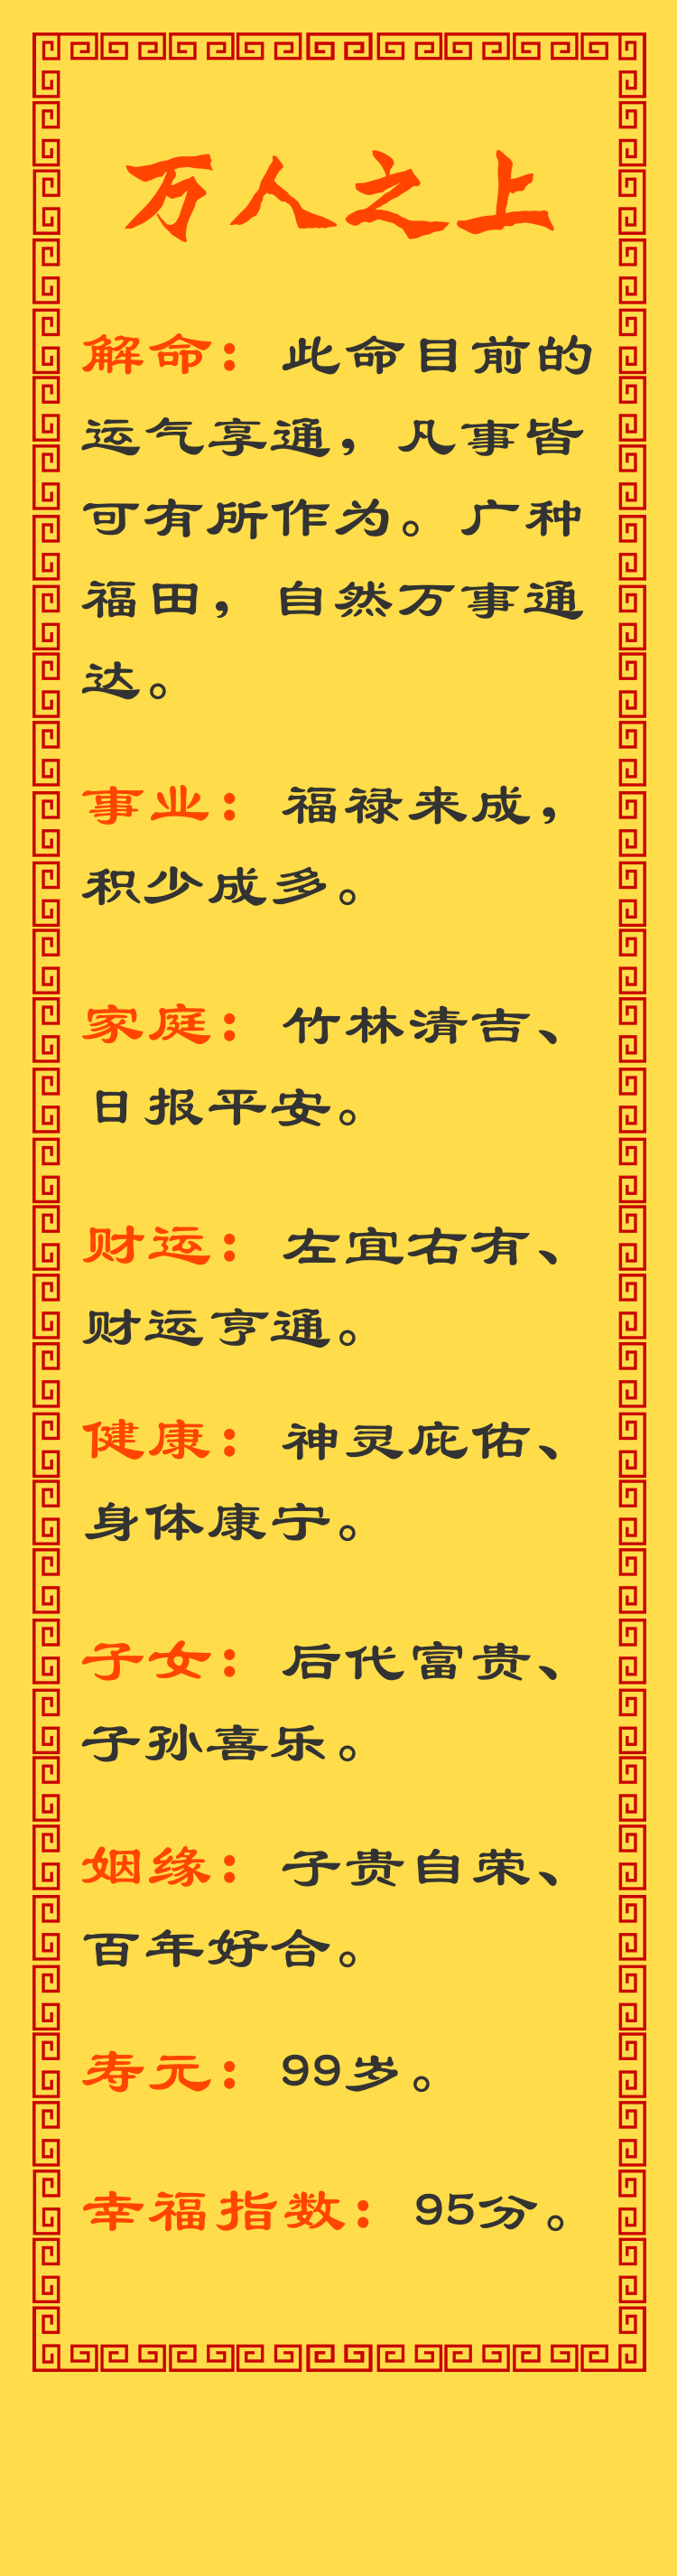 万人之上
解命：此命目前的
运气享通，凡事皆
可有所作为。广种
福田，自然万事通
达。
事业：福禄来成，
积少成多。
家庭：竹林清吉、
日报平安。
财运：左宜右有、
财运亨通。
健康：神灵庇佑、
身体康宁。
子女：后代富贵、
子孙喜乐。
姻缘：子贵自荣、
百年好合。
寿元：99岁。
幸福指数：95分。